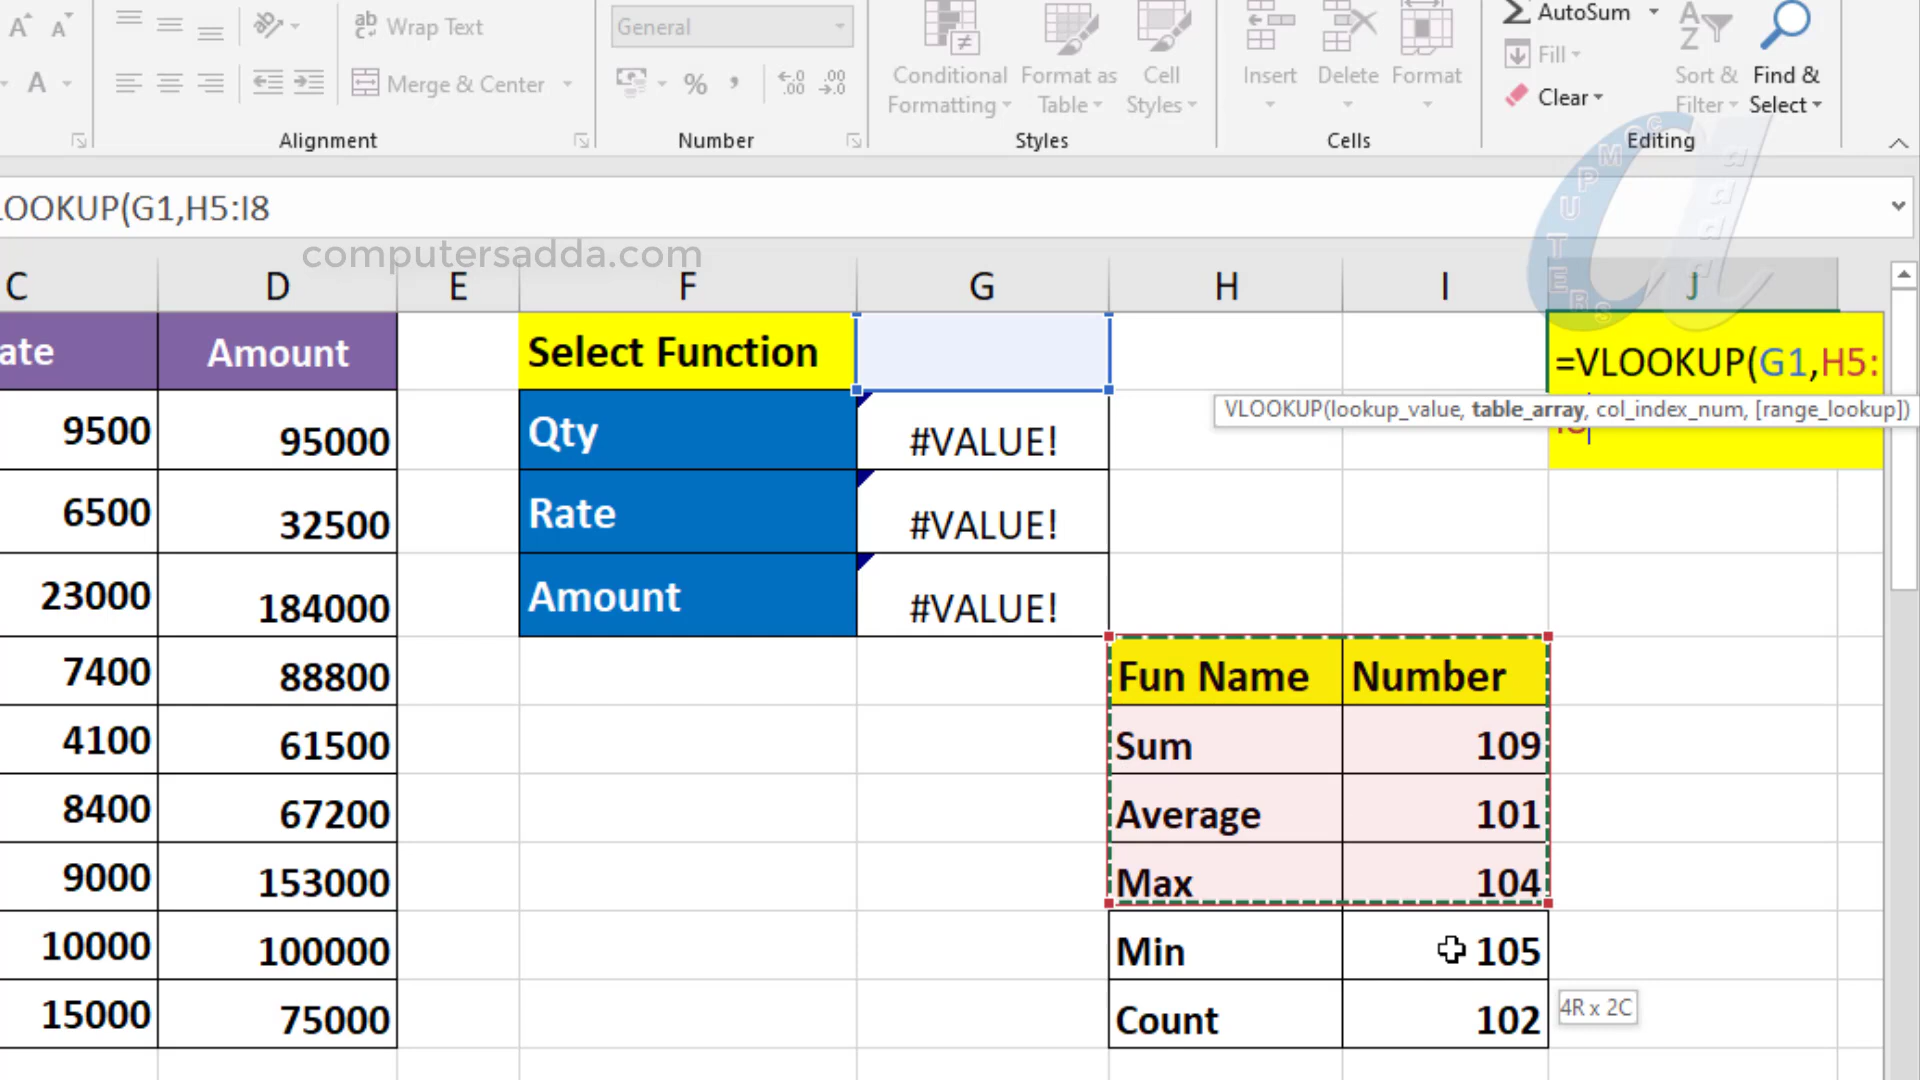 ab Wrap Text
General
AutoSum
Fill
Clear
Merge & Center
Conditional Formatting
Format as Table
Cell Styles
Insert
Delete
Format
Sort & Filter
Find & Select
Alignment
Number
Styles
Cells
Editing
LOOKUP(G1,H5:I8
computersadda.com
C D E F G H I J
ate Amount Select Function =VLOOKUP(G1,H5:
I8
VLOOKUP(lookup_value, table_array, col_index_num, [range_lookup])
9500 95000 Qty #VALUE!
6500 32500 Rate #VALUE!
23000 184000 Amount #VALUE!
7400 88800 Fun Name Number
4100 61500 Sum 109
8400 67200 Average 101
9000 153000 Max 104
10000 100000 Min 105
15000 75000 Count 102
4R x 2C